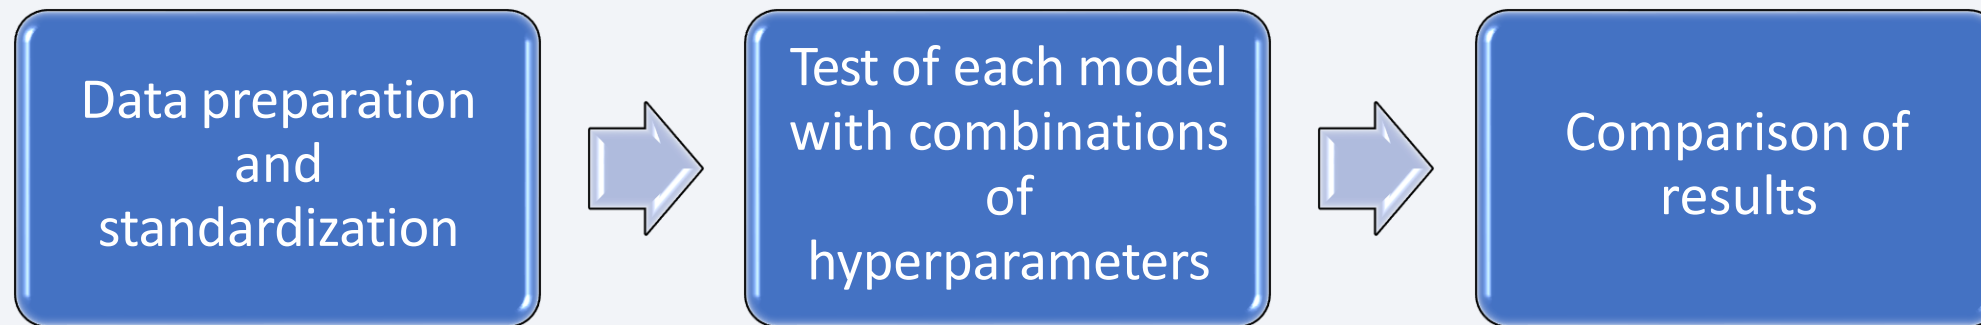 Data preparation
and
standardization
Test of each model
with combinations
of
hyperparameters
Comparison of
results